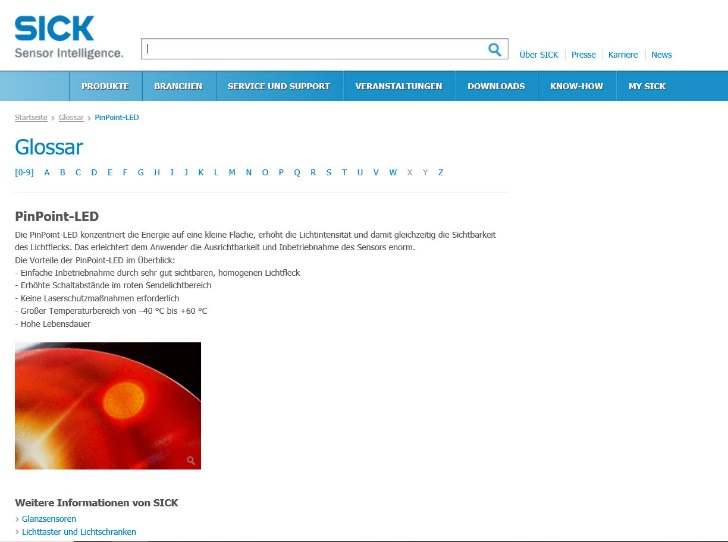 SICK
Sensor Intelligence.
Über SICK Presse Karriere News
PRODUKTE BRANCHEN SERVICE UND SUPPORT VERANSTALTUNGEN DOWNLOADS KNOW-HOW MY SICK
Startseite > Glossar > PinPoint-LED
Glossar
[0-9] A B C D E F G H I J K L M N O P Q R S T U V W X Y Z
PinPoint-LED
Die PinPoint-LED konzentriert die Energie auf eine kleine Fläche, erhöht die Lichtintensität und damit gleichzeitig die Sichtbarkeit
des Lichtflecks. Das erleichtert dem Anwender die Ausrichtbarkeit und Inbetriebnahme des Sensors enorm.
Die Vorteile der PinPoint-LED im Überblick:
- Einfache Inbetriebnahme durch sehr gut sichtbaren, homogenen Lichtfleck
- Erhöhte Schaltabstände im roten Sendelichtbereich
- Keine Laserschutzmaßnahmen erforderlich
- Großer Temperaturbereich von –40 °C bis +60 °C
- Hohe Lebensdauer
Weitere Informationen von SICK
> Glanzsensoren
> Lichttaster und Lichtschranken